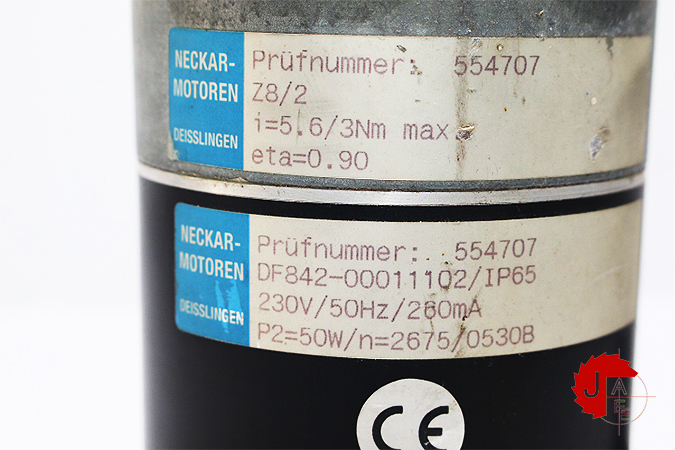 NECKAR-
MOTOREN
DEISSLINGEN
Prüfnummer: 554707
Z8/2
i=5.6/3Nm max.
eta=0.90
NECKAR-
MOTOREN
DEISSLINGEN
Prüfnummer: 554707
DF842-00011102/IP65
230V/50Hz/260mA
P2=50W/n=2675/0530B
CE
JA